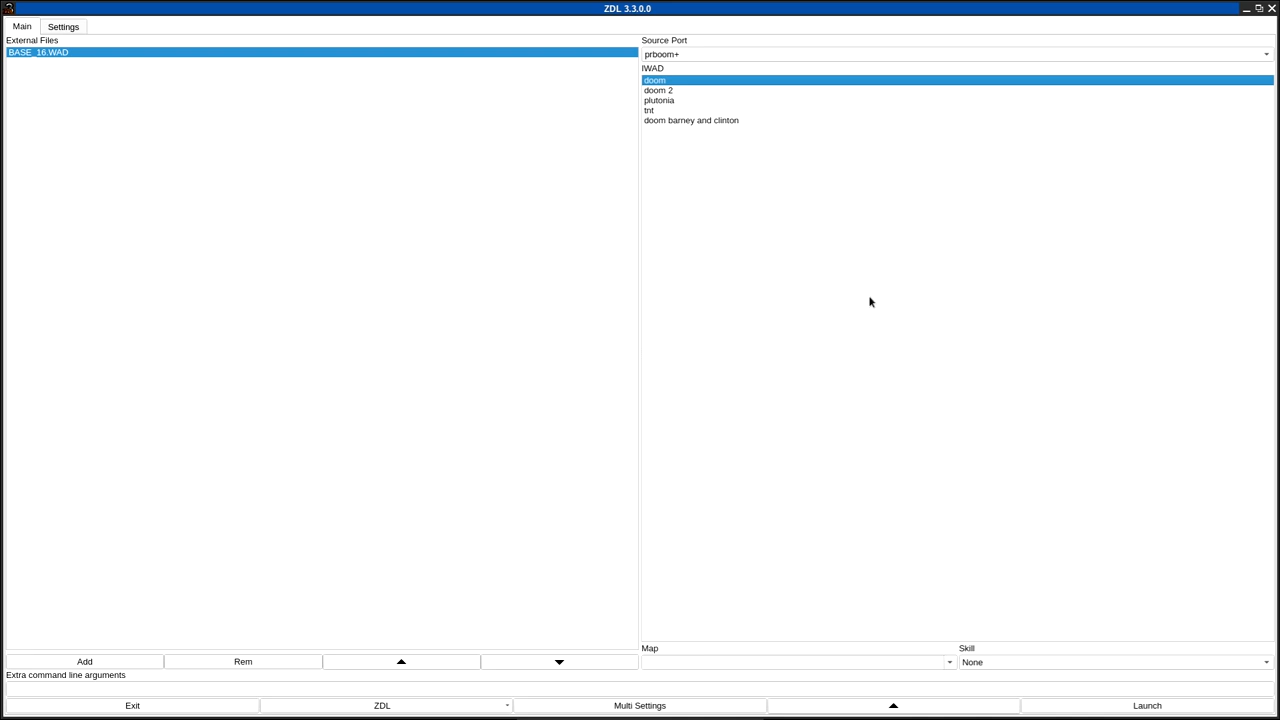 ZDL 3.3.0.0
Main Settings
External Files
BASE_16.WAD
Source Port
prboom+
IWAD
doom
doom 2
plutonia
tnt
doom barney and clinton
Add Rem
Map Skill
None
Extra command line arguments
Exit ZDL Multi Settings Launch